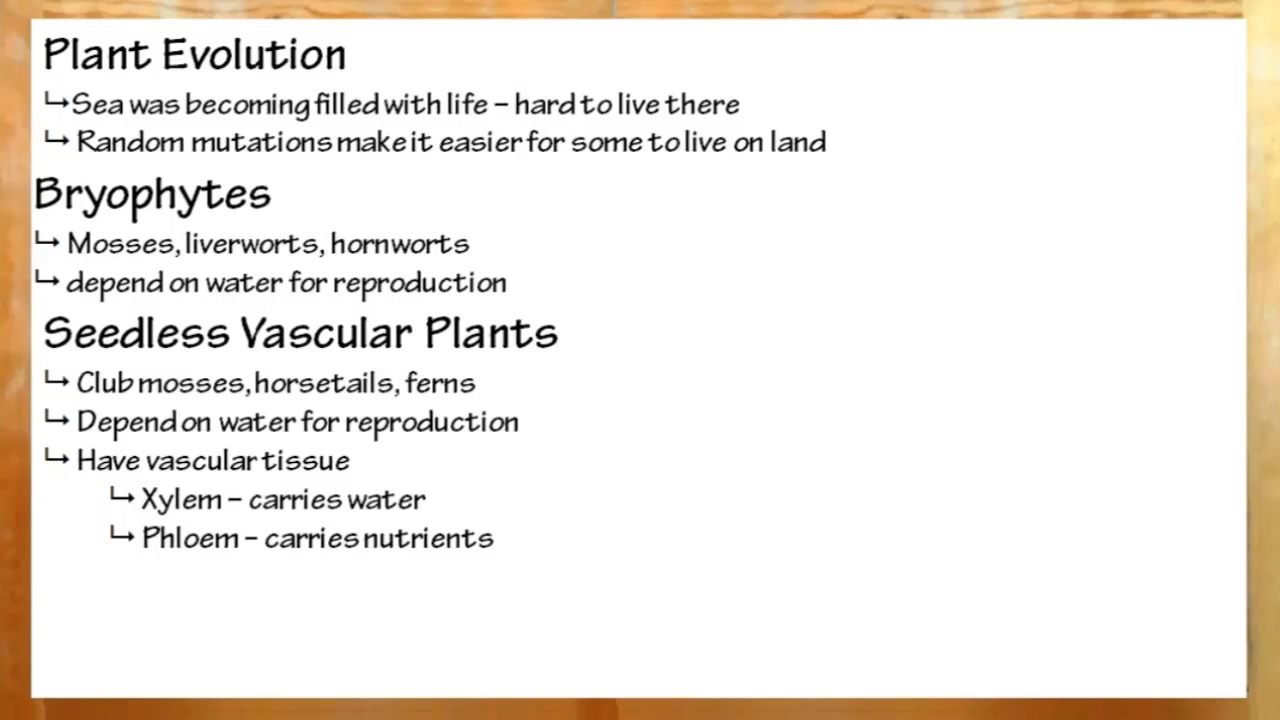 Plant Evolution
↳Sea was becoming filled with life – hard to live there
↳ Random mutations make it easier for some to live on land
Bryophytes
↳ Mosses, liverworts, hornworts
↳ depend on water for reproduction
Seedless Vascular Plants
↳ Club mosses, horsetails, ferns
↳ Depend on water for reproduction
↳ Have vascular tissue
↳ Xylem – carries water
↳ Phloem – carries nutrients